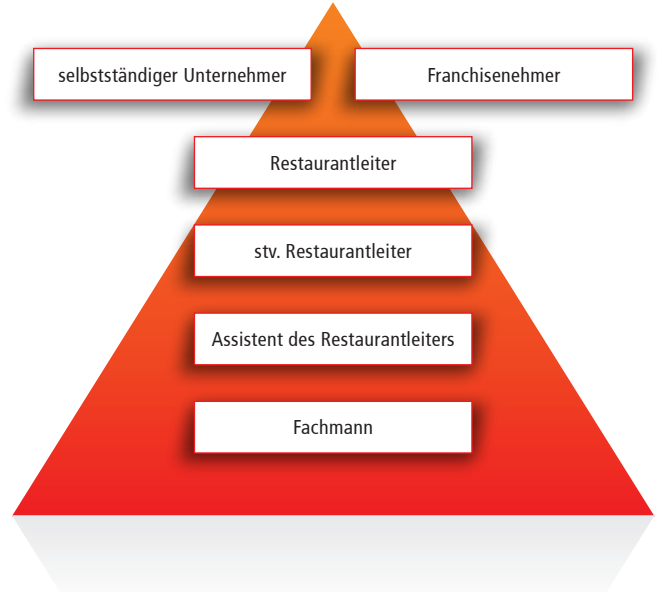 selbstständiger Unternehmer
Franchisenehmer
Restaurantleiter
stv. Restaurantleiter
Assistent des Restaurantleiters
Fachmann